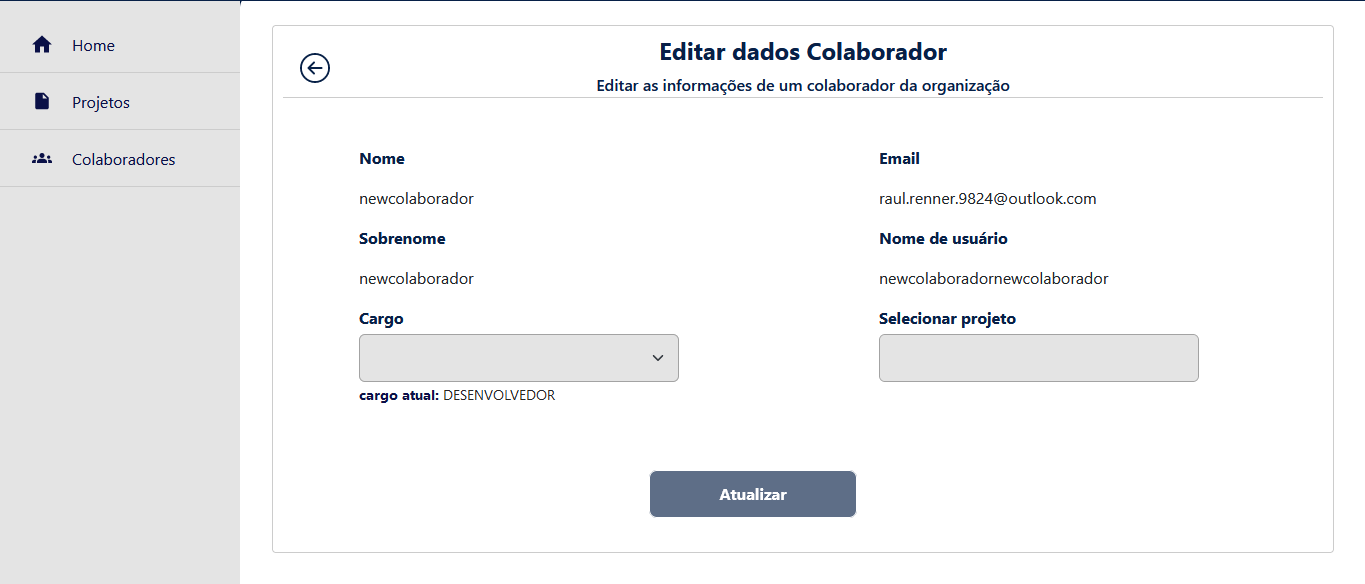 Home
Projetos
Colaboradores
Editar dados Colaborador
Editar as informações de um colaborador da organização
Nome
newcolaborador
Email
raul.renner.9824@outlook.com
Sobrenome
newcolaborador
Nome de usuário
newcolaboradornewcolaborador
Cargo
cargo atual: DESENVOLVEDOR
Selecionar projeto
Atualizar